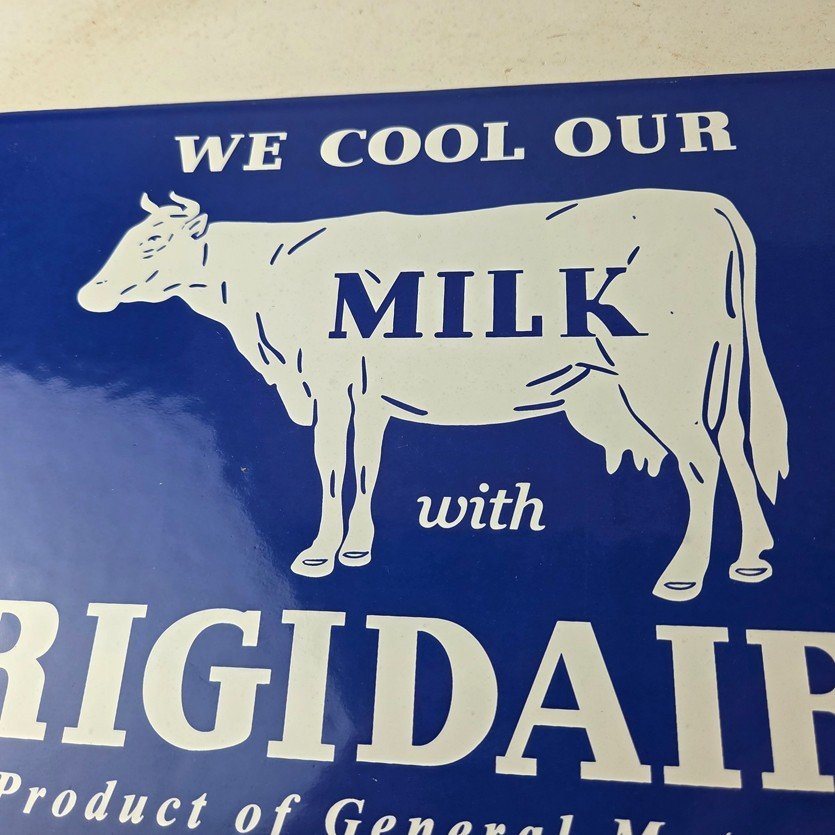 WE COOL OUR
MILK
with
RIGIDAIR
Product of General M